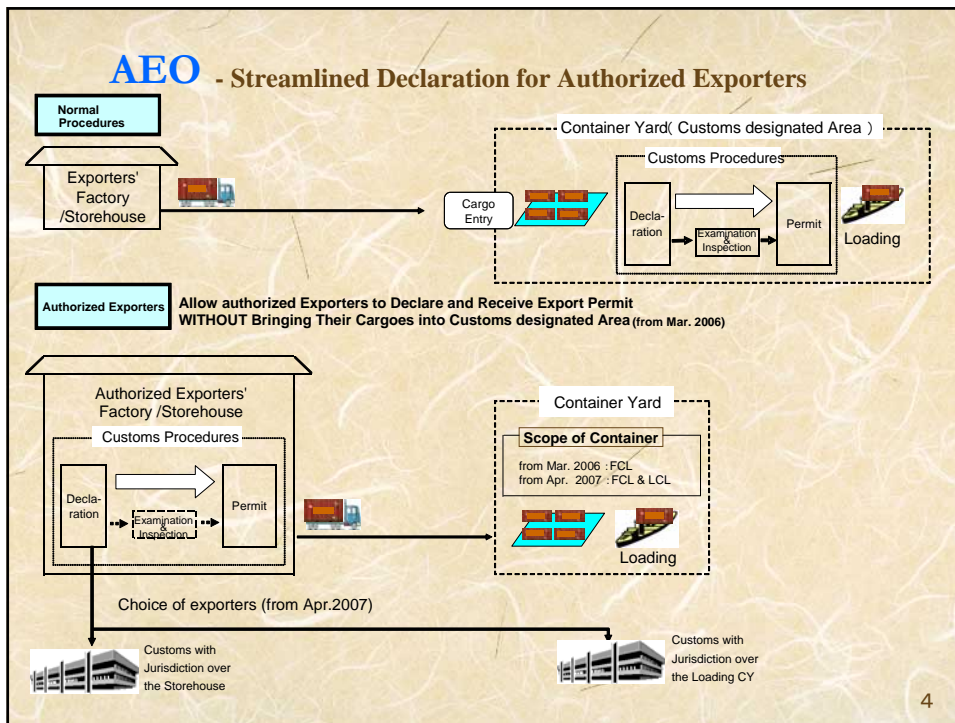 AEO - Streamlined Declaration for Authorized Exporters
Normal
Procedures
Exporters'
Factory
/Storehouse
Container Yard( Customs designated Area )
Customs Procedures
Cargo
Entry
Decla-
ration
Examination
&
Inspection
Permit
Loading
Authorized Exporters
Allow authorized Exporters to Declare and Receive Export Permit
WITHOUT Bringing Their Cargoes into Customs designated Area (from Mar. 2006)
Authorized Exporters'
Factory /Storehouse
Customs Procedures
Decla-
ration
Examination
&
Inspection
Permit
Container Yard
Scope of Container
from Mar. 2006 : FCL
from Apr. 2007 : FCL & LCL
Loading
Choice of exporters (from Apr.2007)
Customs with
Jurisdiction over
the Storehouse
Customs with
Jurisdiction over
the Loading CY
4